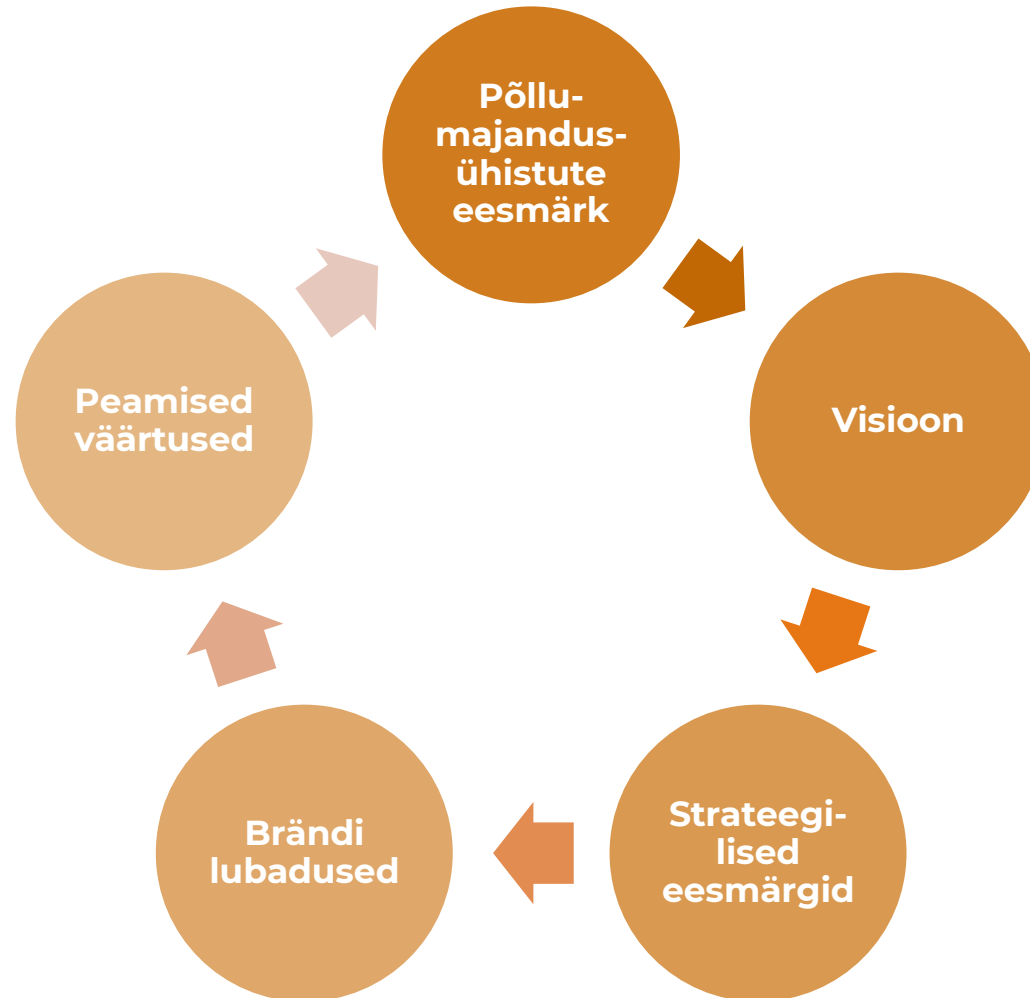 Põllu-
majandus-
ühistute
eesmärk
Visioon
Strateegi-
lised
eesmärgid
Brändi
lubadused
Peamised
väärtused